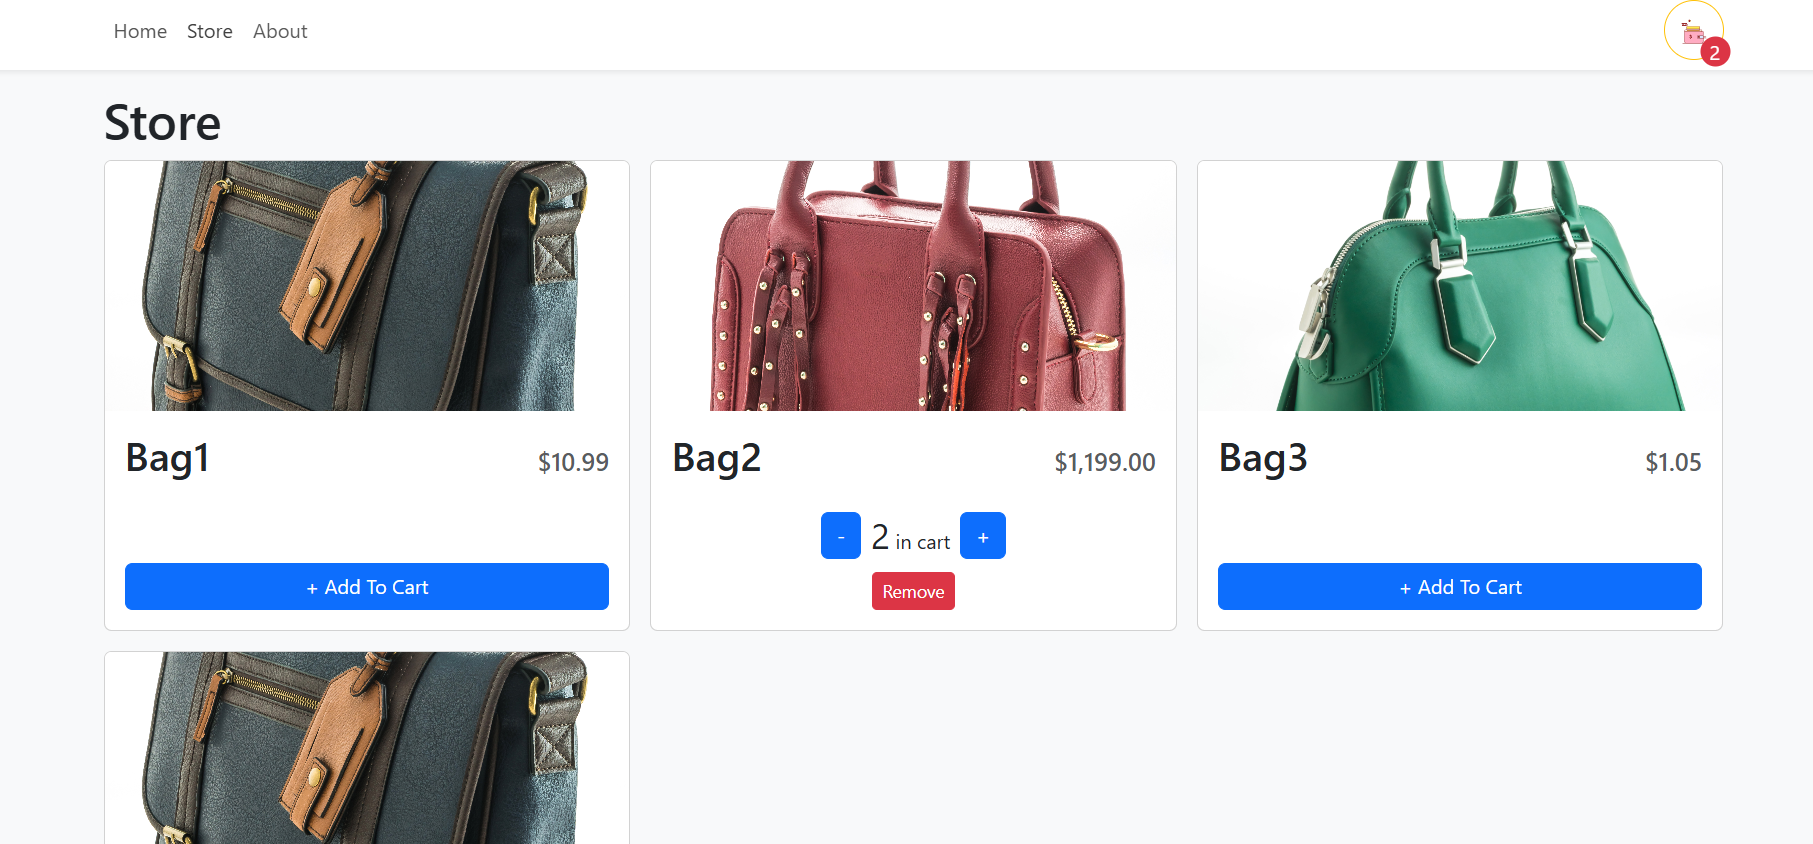 Home Store About
2
Store
Bag1 $10.99
+ Add To Cart
Bag2 $1,199.00
- 2 in cart +
Remove
Bag3 $1.05
+ Add To Cart